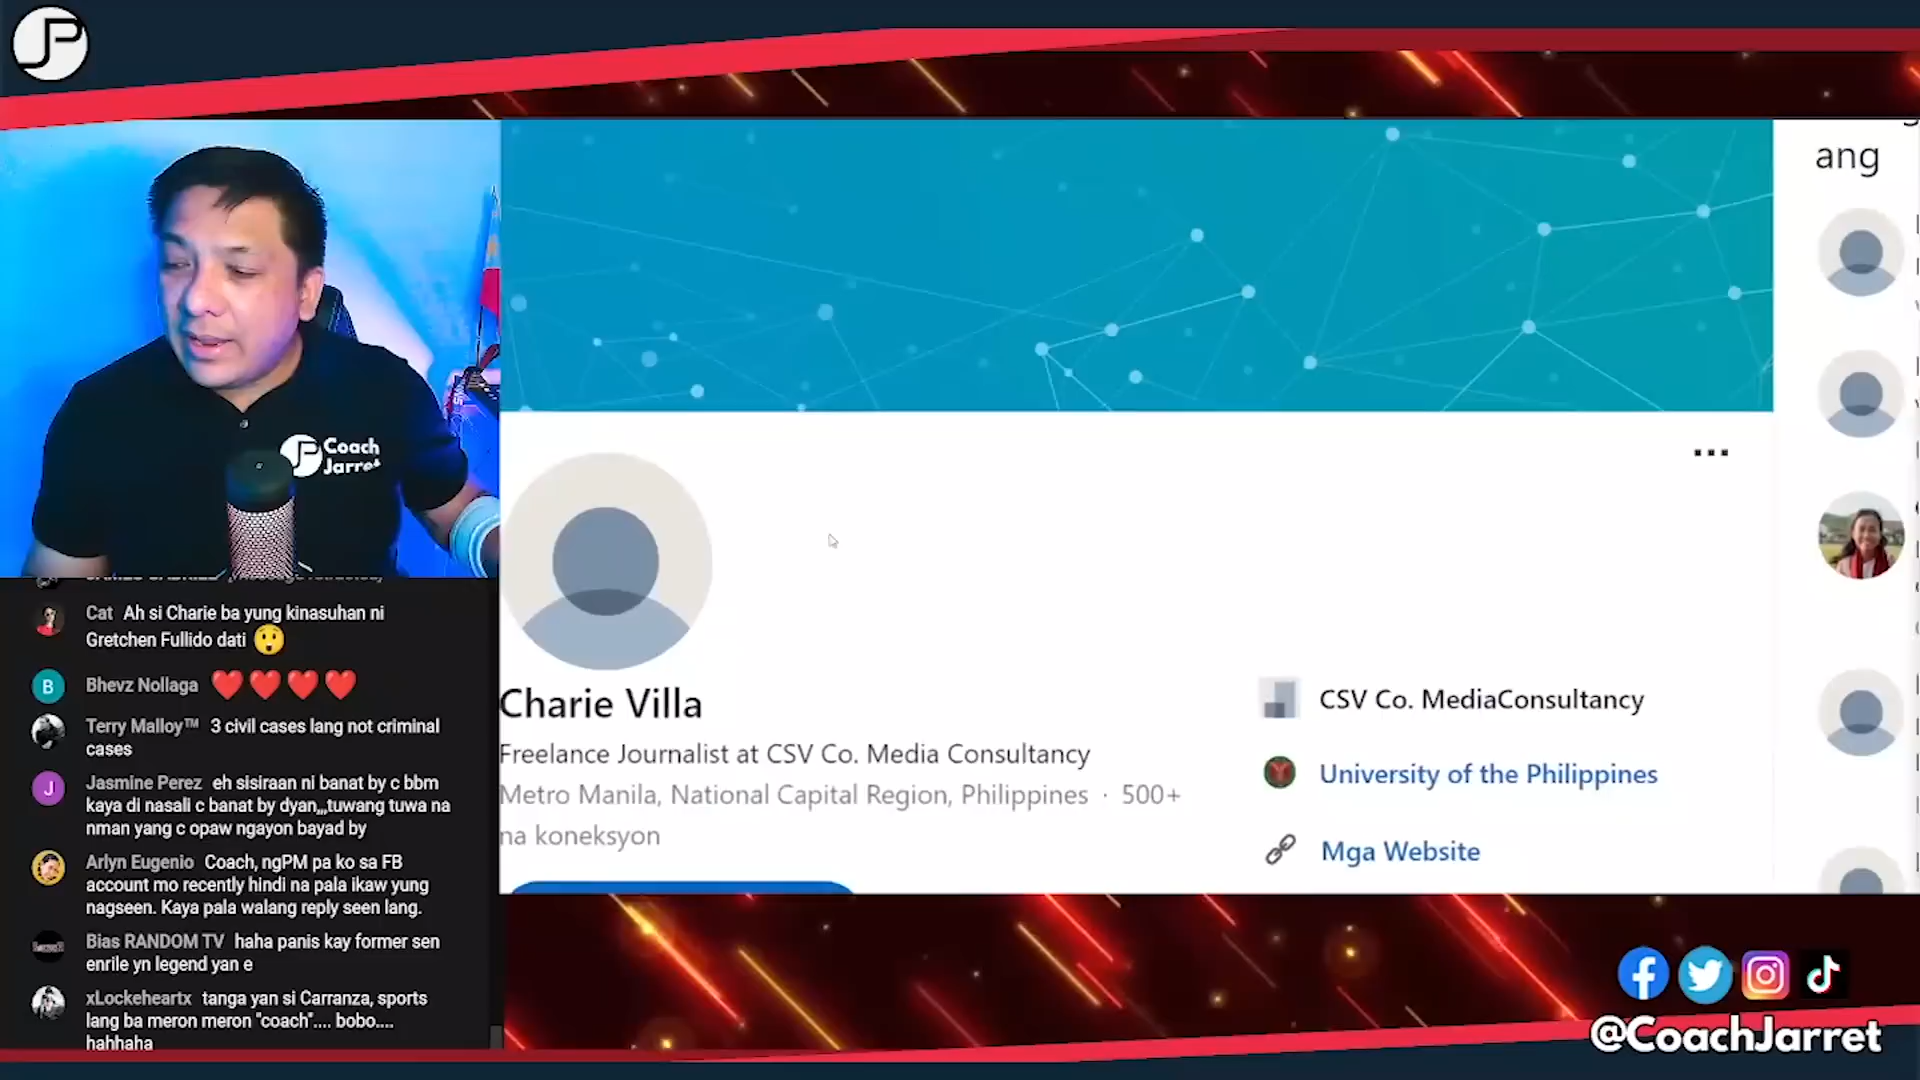 JP
ang
Coach
Jarret
Cat Ah si Charie ba yung kinasuhan ni
Gretchen Fullido dati
B
Bhevz Nollaga
Terry Malloy™ 3 civil cases lang not criminal
cases
J
Jasmine Perez eh sisiraan ni banat by c bbm
kaya di nasali c banat by dyan,,,tuwang tuwa na
nman yang c opaw ngayon bayad by
Arlyn Eugenio Coach, ngPM pa ko sa FB
account mo recently hindi na pala ikaw yung
nagseen. Kaya pala walang reply seen lang.
Bias RANDOM TV haha panis kay former sen
enrile yn legend yan e
xLockeheartx tanga yan si Carranza, sports
lang ba meron meron "coach".... bobo....
hahhaha
Charie Villa
Freelance Journalist at CSV Co. Media Consultancy
Metro Manila, National Capital Region, Philippines · 500+
na koneksyon
CSV Co. MediaConsultancy
University of the Philippines
Mga Website
@CoachJarret